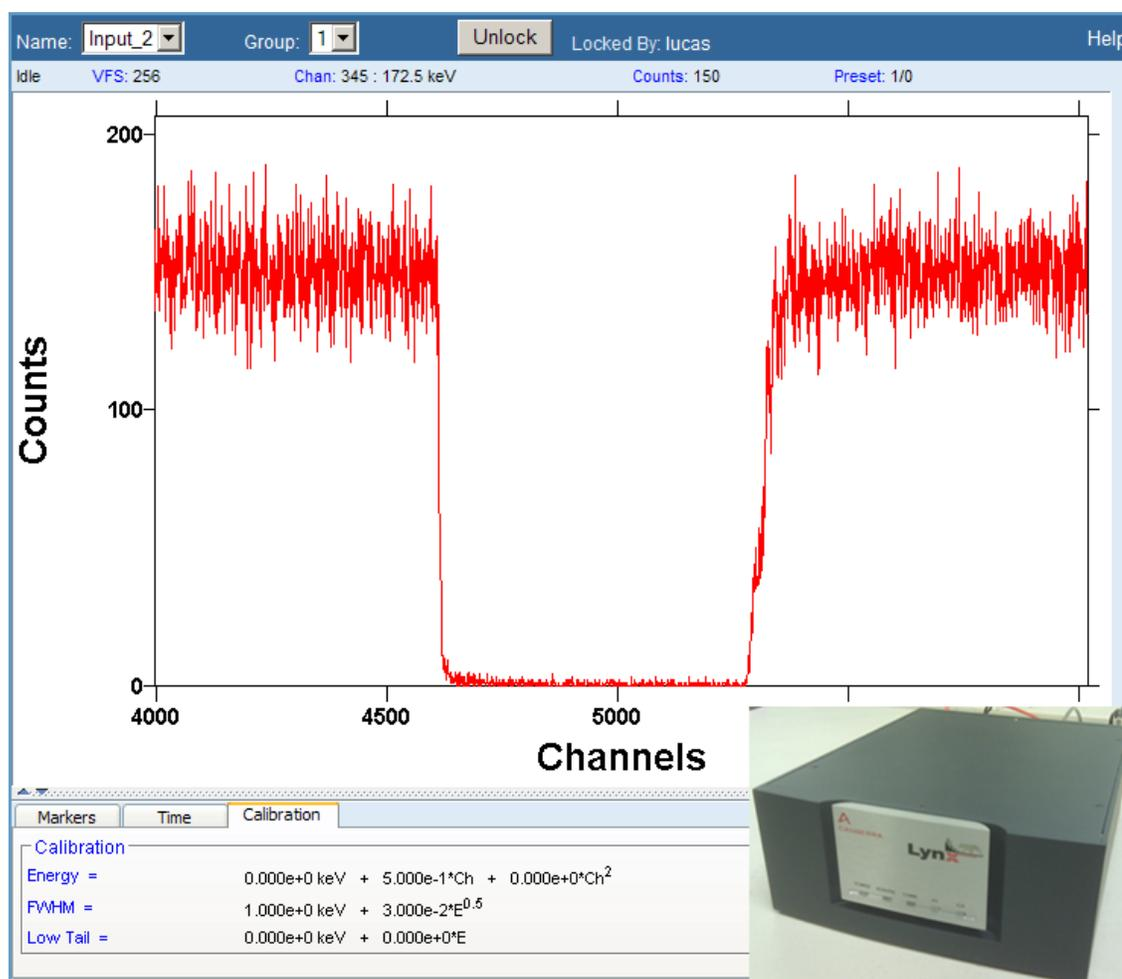 Name: Input_2 Group: 1 Unlock Locked By: lucas Help
Idle VFS: 256 Chan: 345 : 172.5 keV Counts: 150 Preset: 1/0
200
100
0
Counts
4000 4500 5000
Channels
Markers Time Calibration
Calibration
Energy = 0.000e+0 keV + 5.000e-1*Ch + 0.000e+0*Ch²
FWHM = 1.000e+0 keV + 3.000e-2*E⁰·⁵
Low Tail = 0.000e+0 keV + 0.000e+0*E
CANBERRA
Lynx